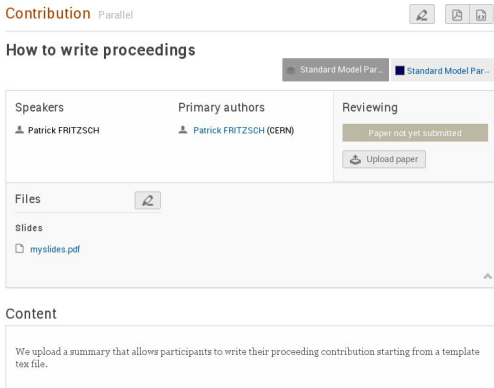 Contribution Parallel
How to write proceedings
Standard Model Par...
Standard Model Par...
Speakers
Patrick FRITZSCH
Primary authors
Patrick FRITZSCH (CERN)
Reviewing
Paper not yet submitted
Upload paper
Files
Slides
myslides.pdf
Content
We upload a summary that allows participants to write their proceeding contribution starting from a template
tex file.